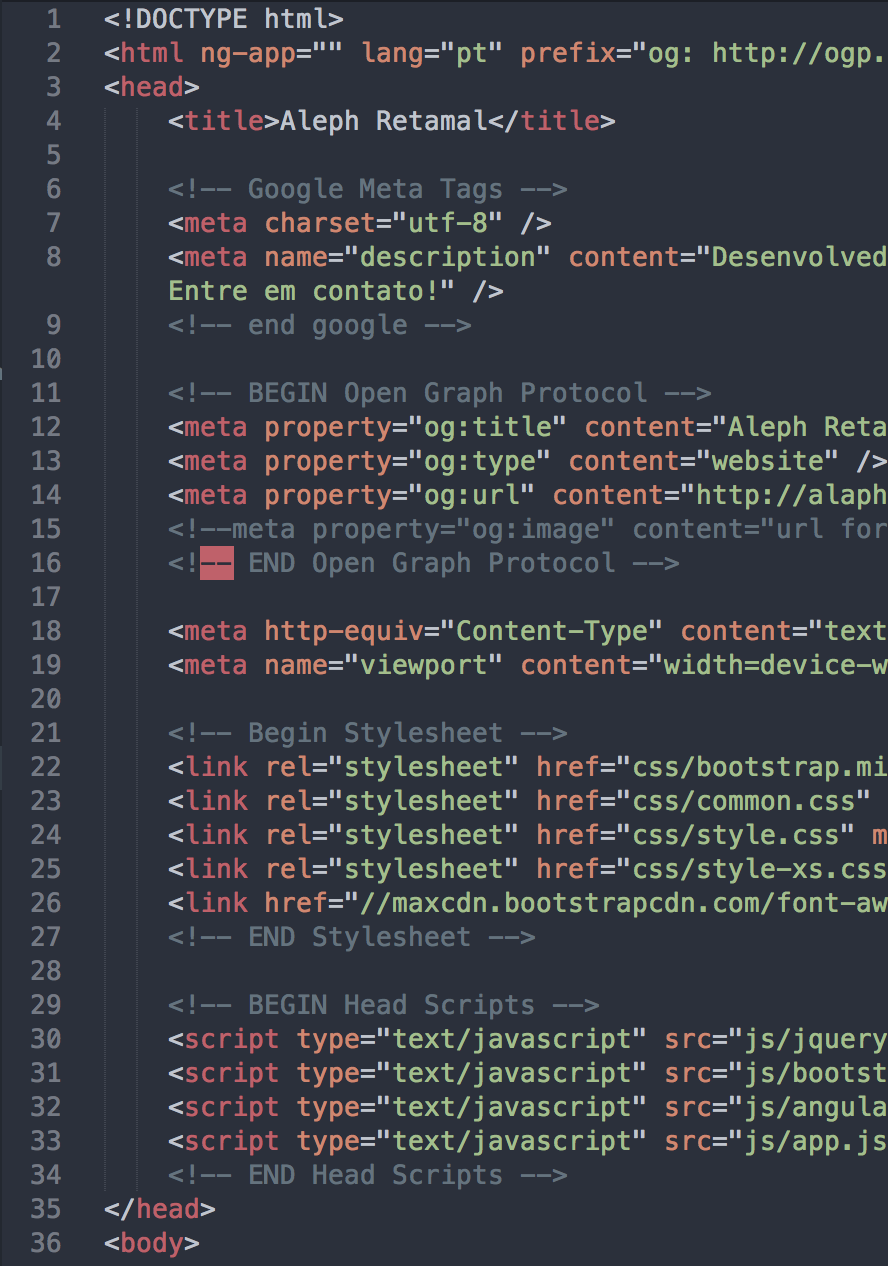 1 <!DOCTYPE html>
2 <html ng-app="" lang="pt" prefix="og: http://ogp.
3 <head>
4 <title>Aleph Retamal</title>
5
6 <!-- Google Meta Tags -->
7 <meta charset="utf-8" />
8 <meta name="description" content="Desenvolved
Entre em contato!" />
9 <!-- end google -->
10
11 <!-- BEGIN Open Graph Protocol -->
12 <meta property="og:title" content="Aleph Reta
13 <meta property="og:type" content="website" />
14 <meta property="og:url" content="http://alaph
15 <!--meta property="og:image" content="url for
16 <!-- END Open Graph Protocol -->
17
18 <meta http-equiv="Content-Type" content="text
19 <meta name="viewport" content="width=device-w
20
21 <!-- Begin Stylesheet -->
22 <link rel="stylesheet" href="css/bootstrap.mi
23 <link rel="stylesheet" href="css/common.css"
24 <link rel="stylesheet" href="css/style.css" m
25 <link rel="stylesheet" href="css/style-xs.css
26 <link href="//maxcdn.bootstrapcdn.com/font-aw
27 <!-- END Stylesheet -->
28
29 <!-- BEGIN Head Scripts -->
30 <script type="text/javascript" src="js/jquery
31 <script type="text/javascript" src="js/bootst
32 <script type="text/javascript" src="js/angula
33 <script type="text/javascript" src="js/app.js
34 <!-- END Head Scripts -->
35 </head>
36 <body>